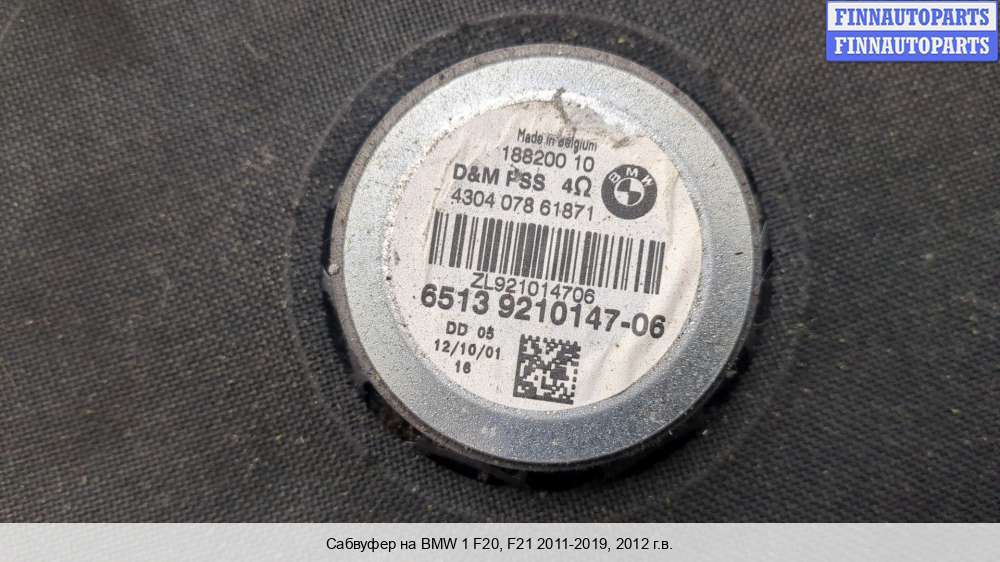 FINNAUTOPARTS
FINNAUTOPARTS
Made in Belgium
188200 10
D&M PSS 4Ω
BMW
4304 078 61871
ZL921014706
6513 9210147-06
DD 05
12/10/01
16
Сабвуфер на BMW 1 F20, F21 2011-2019, 2012 г.в.